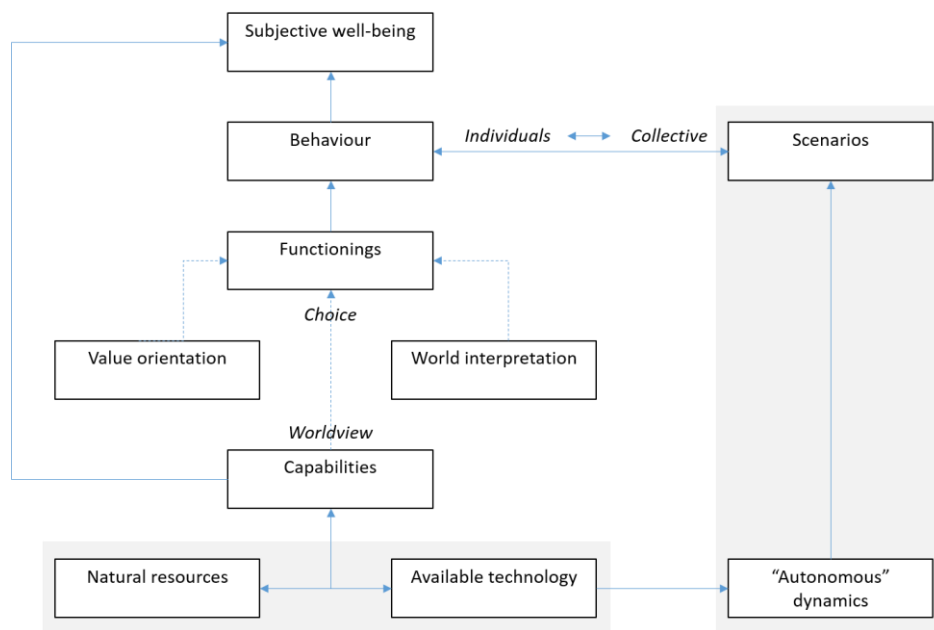 Subjective well-being
Behaviour
Individuals
Collective
Scenarios
Functionings
Choice
Value orientation
World interpretation
Worldview
Capabilities
Natural resources
Available technology
“Autonomous”
dynamics